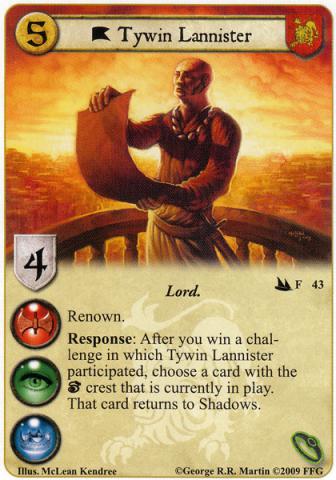 5 Tywin Lannister
4
Lord.
F 43
Renown.
Response: After you win a chal-
lenge in which Tywin Lannister
participated, choose a card with the
crest that is currently in play.
That card returns to Shadows.
Illus. McLean Kendree ©George R.R. Martin ©2009 FFG